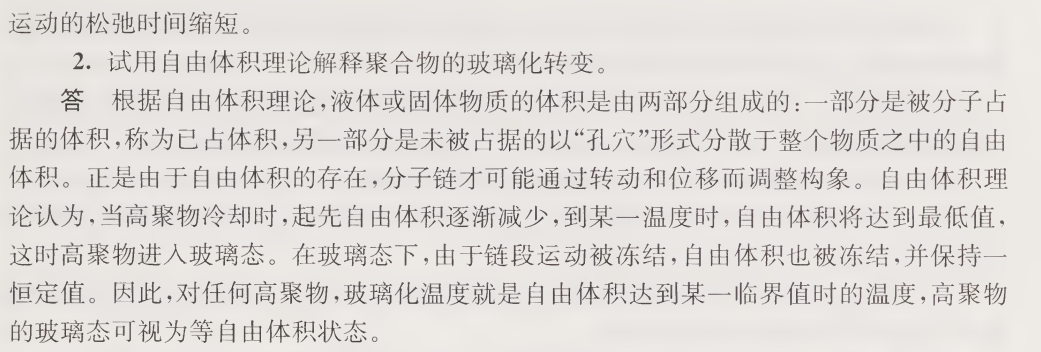 运动的松弛时间缩短。
2. 试用自由体积理论解释聚合物的玻璃化转变。
答 根据自由体积理论,液体或固体物质的体积是由两部分组成的:一部分是被分子占
据的体积,称为已占体积,另一部分是未被占据的以“孔穴”形式分散于整个物质之中的自由
体积。正是由于自由体积的存在,分子链才可能通过转动和位移而调整构象。自由体积理
论认为,当高聚物冷却时,起先自由体积逐渐减少,到某一温度时,自由体积将达到最低值,
这时高聚物进入玻璃态。在玻璃态下,由于链段运动被冻结,自由体积也被冻结,并保持一
恒定值。因此,对任何高聚物,玻璃化温度就是自由体积达到某一临界值时的温度,高聚物
的玻璃态可视为等自由体积状态。